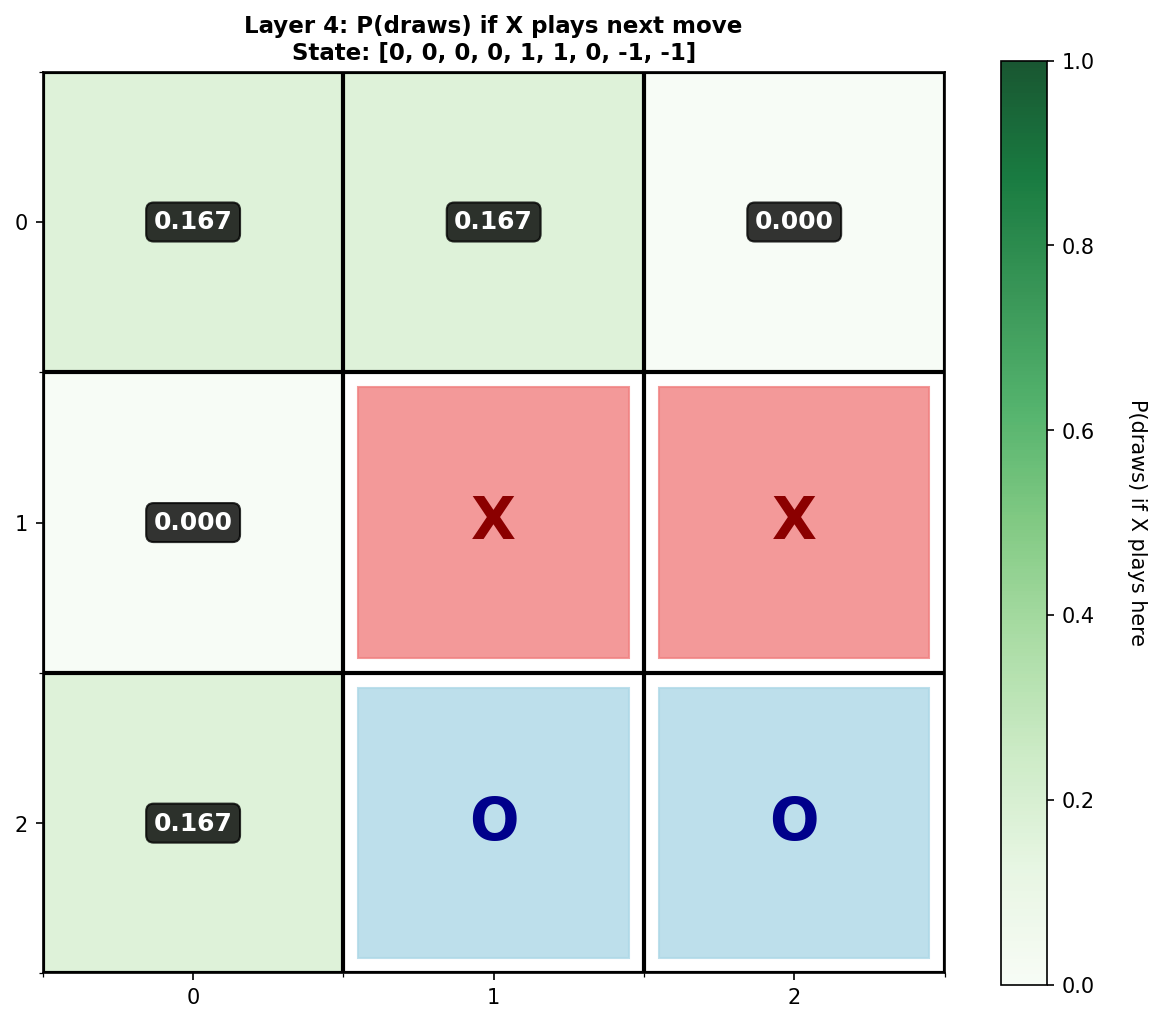 Layer 4: P(draws) if X plays next move
State: [0, 0, 0, 0, 1, 1, 0, -1, -1]
0
0.167
0.167
0.000
1
0.000
X
X
2
0.167
O
O
0
1
2
1.0
0.8
0.6
0.4
0.2
0.0
P(draws) if X plays here